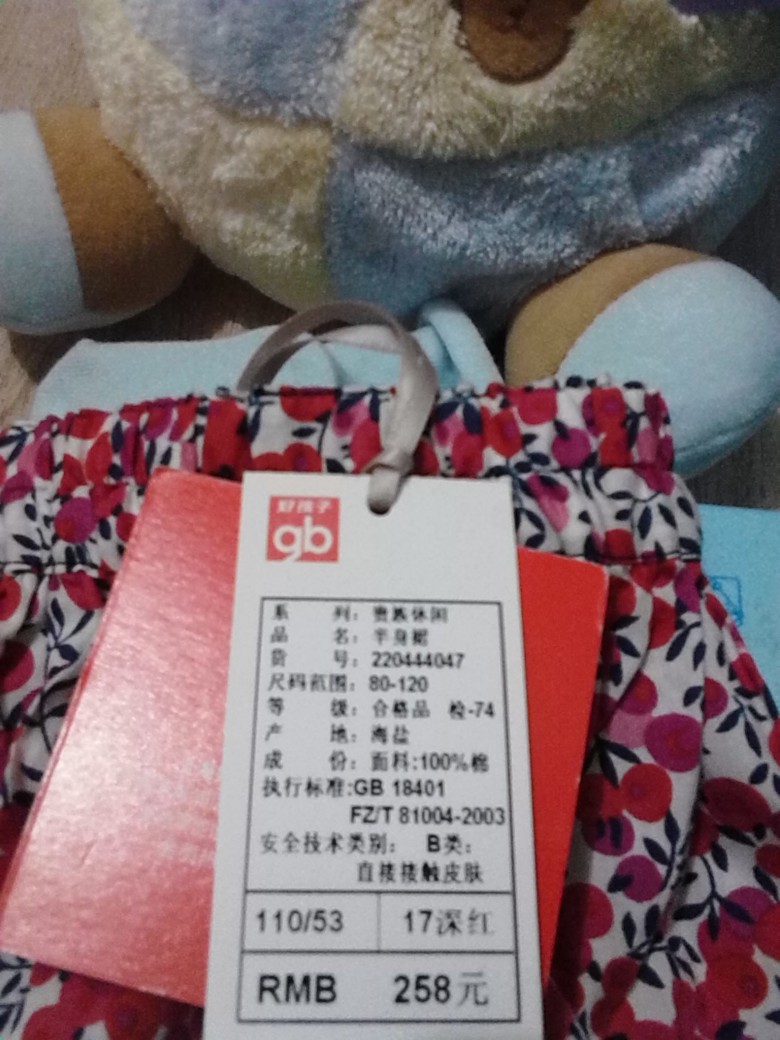 好孩子
gb
系 列：贵族休闲
品 名：半身裙
货 号：220444047
尺码范围：80-120
等 级：合格品 检-74
产 地：海盐
成 份：面料:100%棉
执行标准:GB 18401
FZ/T 81004-2003
安全技术类别： B类：
直接接触皮肤
110/53 17深红
RMB 258元